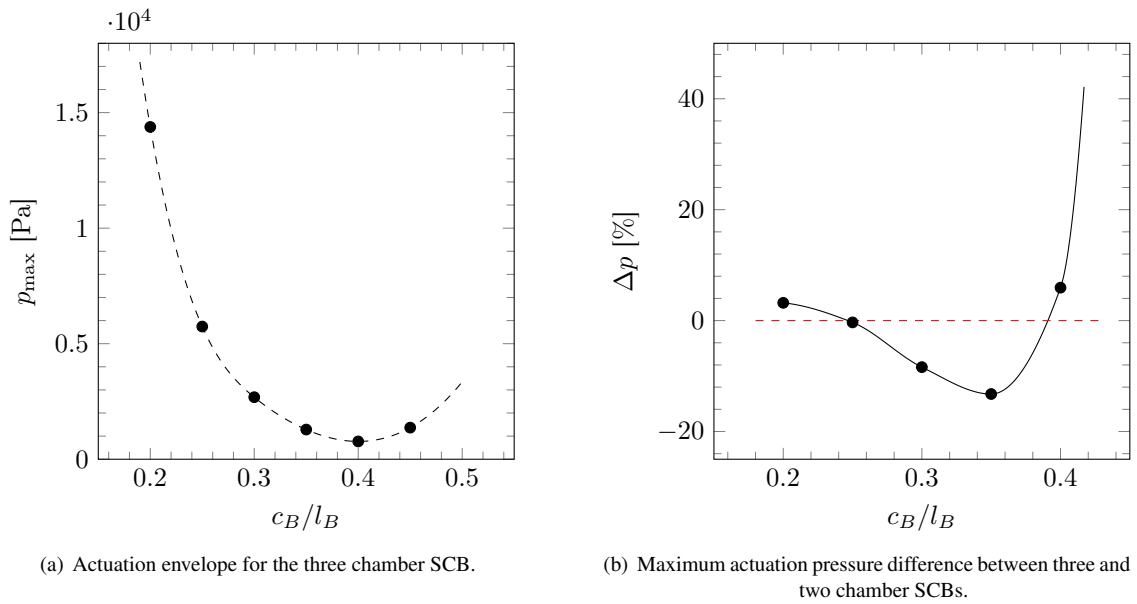 ·10⁴
1.5
1
0.5
0
0.2 0.3 0.4 0.5
p_max [Pa]
c_B/l_B
(a) Actuation envelope for the three chamber SCB.
40
20
0
−20
0.2 0.3 0.4
Δp [%]
c_B/l_B
(b) Maximum actuation pressure difference between three and
two chamber SCBs.